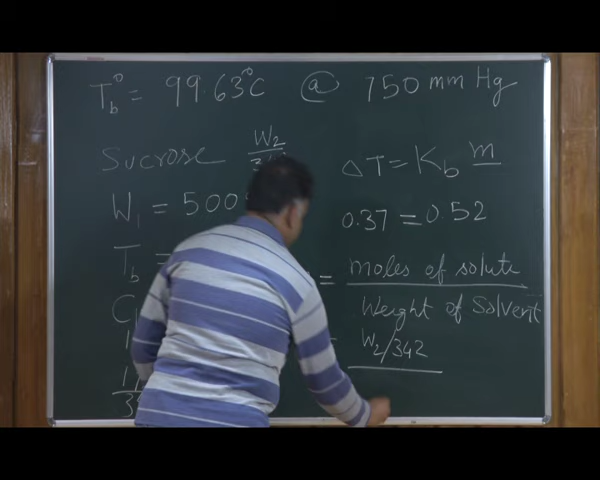 T°b = 99.63°C @ 750 mm Hg
Sucrose W2
ΔT = Kb m
W1 = 500
0.37 = 0.52
Tb =
= moles of solute
Weight of Solvent
W2/342